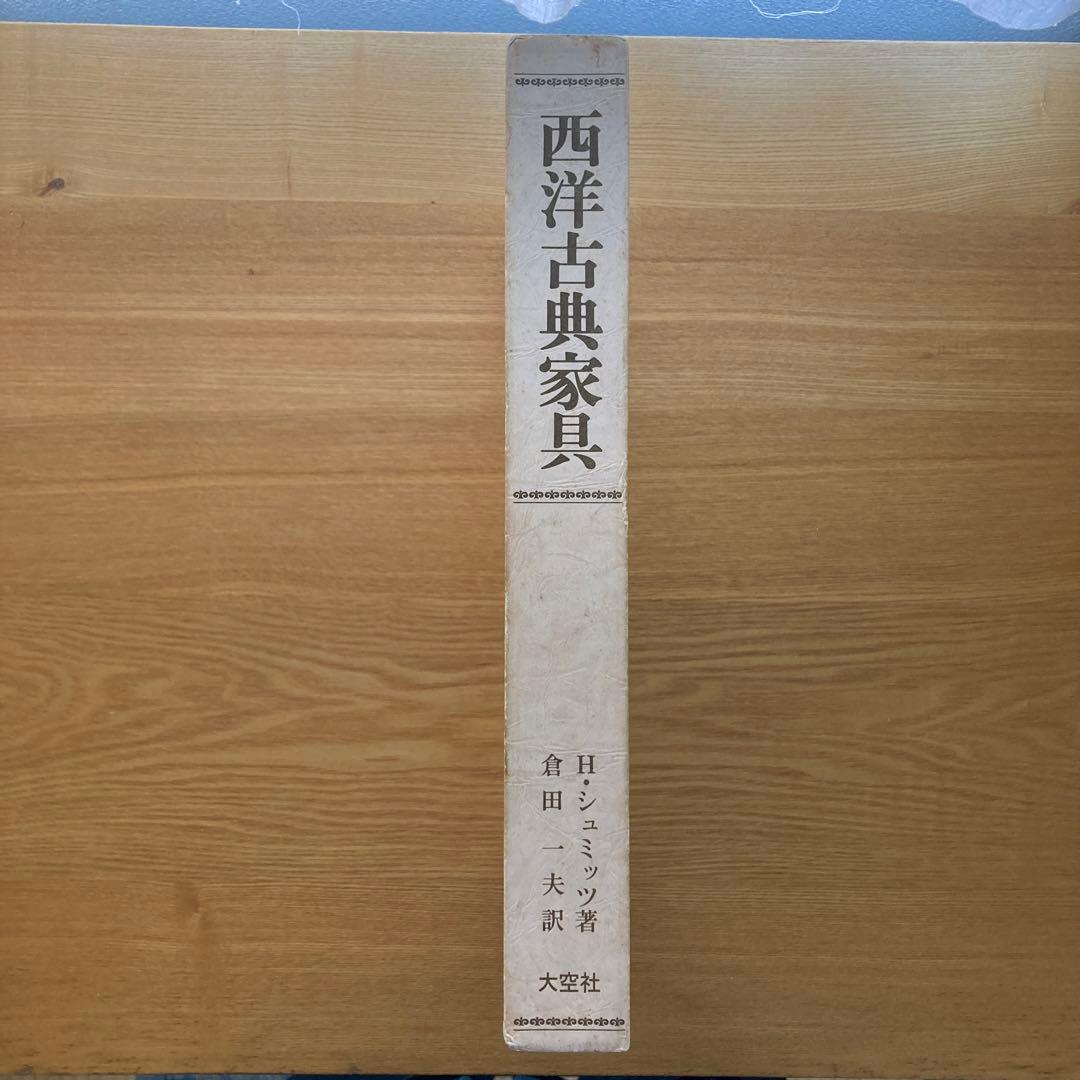 西洋古典家具
H・シュミッツ著
倉田一夫訳
大空社